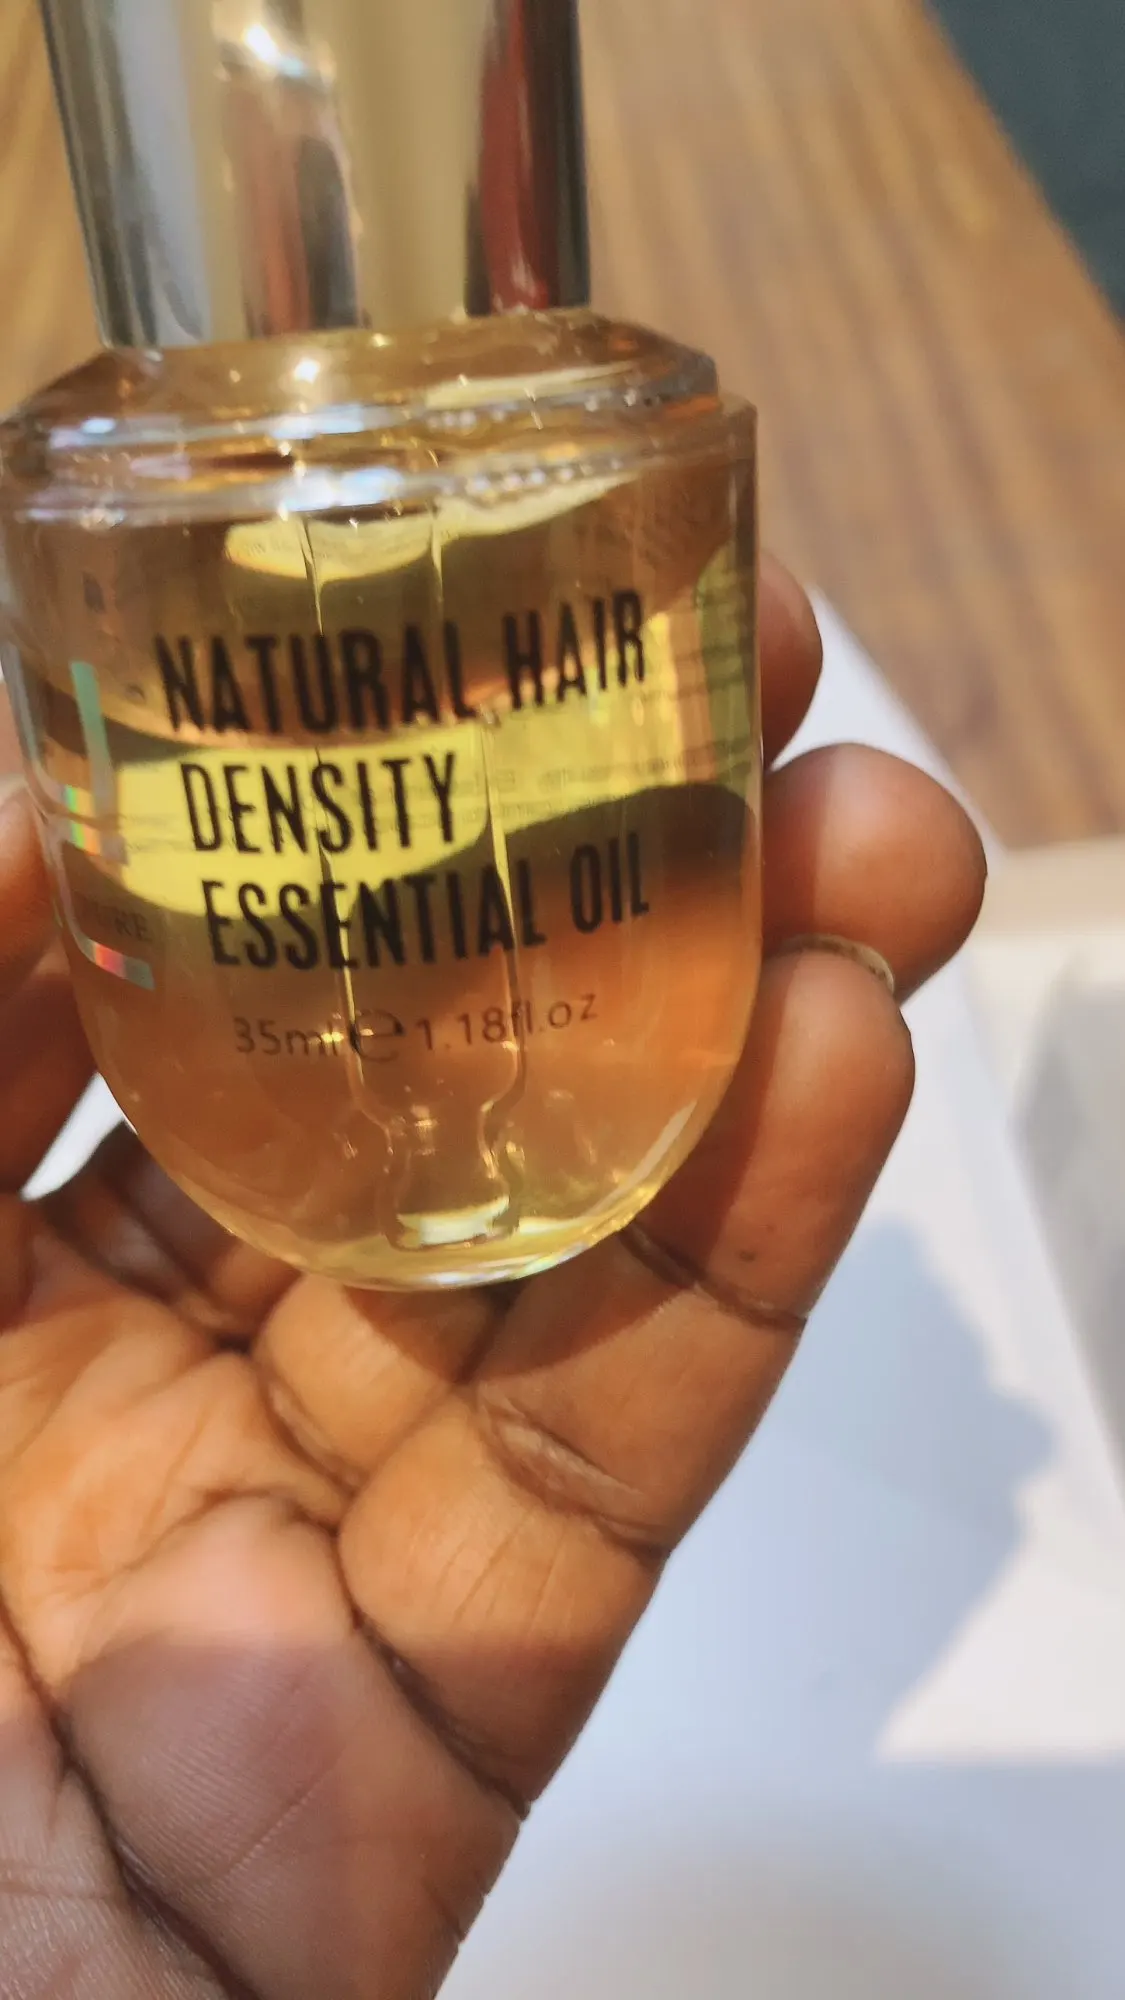 NATURAL HAIR
DENSITY
ESSENTIAL OIL
35ml e 1.18fl.oz